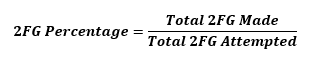 2FG Percentage = Total 2FG Made / Total 2FG Attempted